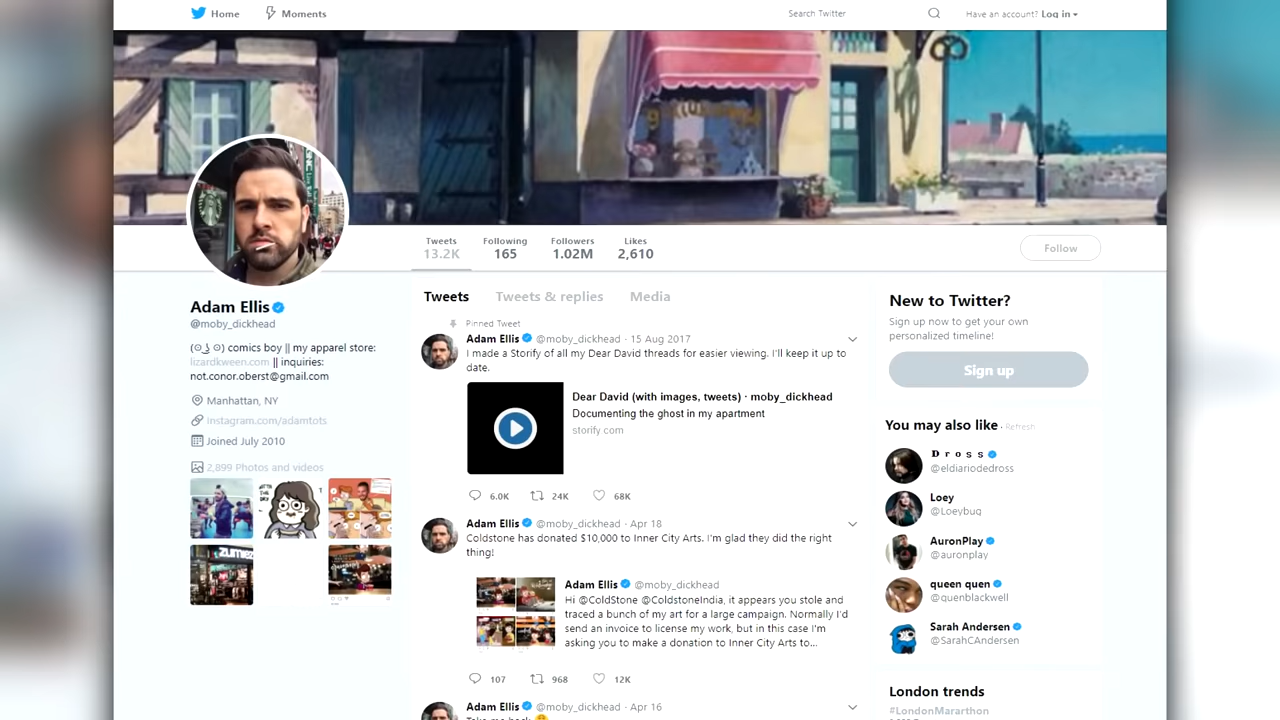 Home
Moments
Search Twitter
Have an account? Log in
Tweets
13.2K
Following
165
Followers
1.02M
Likes
2,610
Follow
Adam Ellis
@moby_dickhead
(ʘ ͜ʖ ʘ) comics boy || my apparel store:
lizardkween.com || inquiries:
not.conor.oberst@gmail.com
Manhattan, NY
Instagram.com/adamtots
Joined July 2010
2,899 Photos and videos
ZUMIEZ
Tweets
Tweets & replies
Media
Pinned Tweet
Adam Ellis @moby_dickhead · 15 Aug 2017
I made a Storify of all my Dear David threads for easier viewing. I'll keep it up to
date.
Dear David (with images, tweets) · moby_dickhead
Documenting the ghost in my apartment
storify.com
6.0K
24K
68K
Adam Ellis @moby_dickhead · Apr 18
Coldstone has donated $10,000 to Inner City Arts. I'm glad they did the right
thing!
Adam Ellis @moby_dickhead
Hi @ColdStone @ColdstoneIndia, it appears you stole and
traced a bunch of my art for a large campaign. Normally I'd
send an invoice to license my work, but in this case I'm
asking you to make a donation to Inner City Arts to...
107
968
12K
Adam Ellis @moby_dickhead · Apr 16
Take me back
New to Twitter?
Sign up now to get your own
personalized timeline!
Sign up
You may also like · Refresh
D r o s s
@eldiariodedross
Loey
@Loeybug
AuronPlay
@auronplay
queen quen
@quenblackwell
Sarah Andersen
@SarahCAndersen
London trends
#LondonMararthon